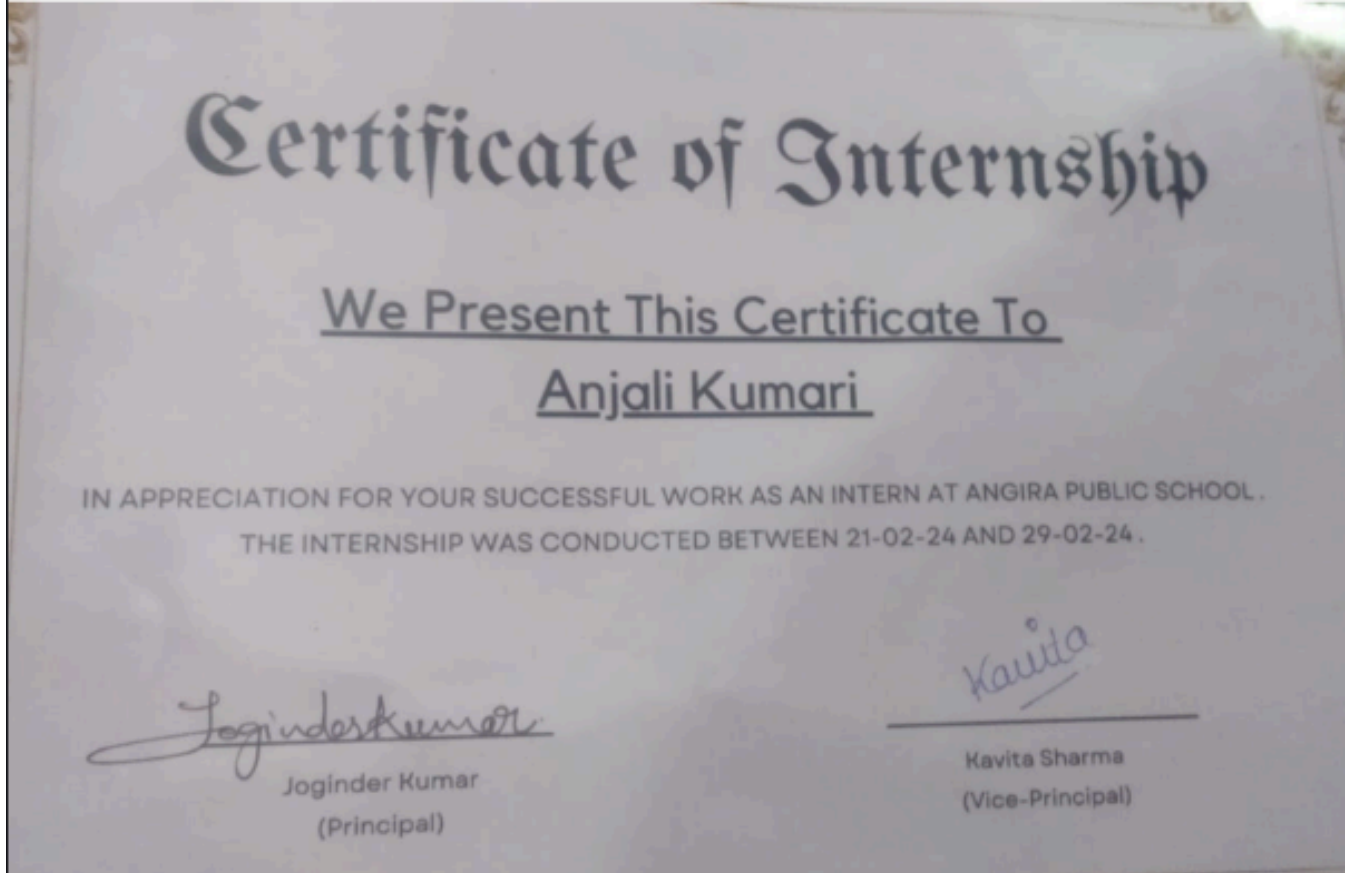 Certificate of Internship
We Present This Certificate To
Anjali Kumari
IN APPRECIATION FOR YOUR SUCCESSFUL WORK AS AN INTERN AT ANGIRA PUBLIC SCHOOL.
THE INTERNSHIP WAS CONDUCTED BETWEEN 21-02-24 AND 29-02-24.
Joginder Kumar
Kavita
Joginder Kumar
Kavita Sharma
(Principal)
(Vice-Principal)